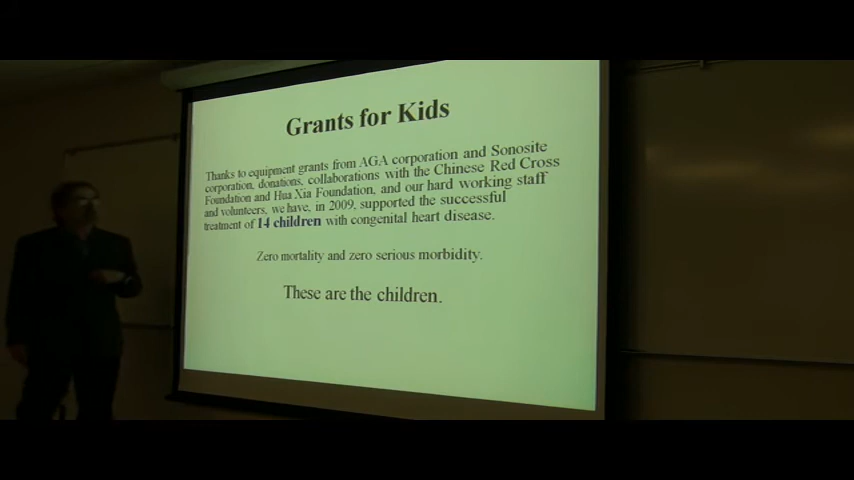 Grants for Kids
Thanks to equipment grants from AGA corporation and Sonosite
corporation, donations, collaborations with the Chinese Red Cross
Foundation and Hua Xia Foundation, and our hard working staff
and volunteers, we have, in 2009, supported the successful
treatment of 14 children with congenital heart disease.
Zero mortality and zero serious morbidity.
These are the children.